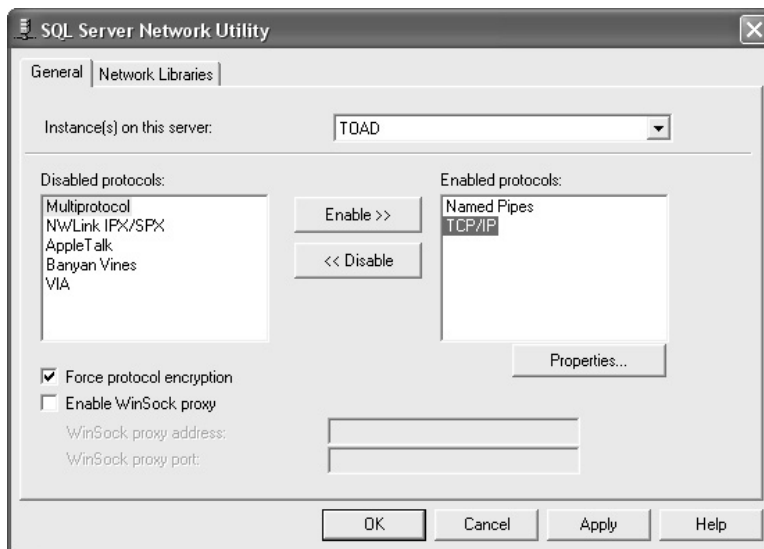 SQL Server Network Utility
General
Network Libraries
Instance(s) on this server:
TOAD
Disabled protocols:
Multiprotocol
NWLink IPX/SPX
AppleTalk
Banyan Vines
VIA
Enable >>
<< Disable
Enabled protocols:
Named Pipes
TCP/IP
Properties...
Force protocol encryption
Enable WinSock proxy
WinSock proxy address:
WinSock proxy port:
OK
Cancel
Apply
Help